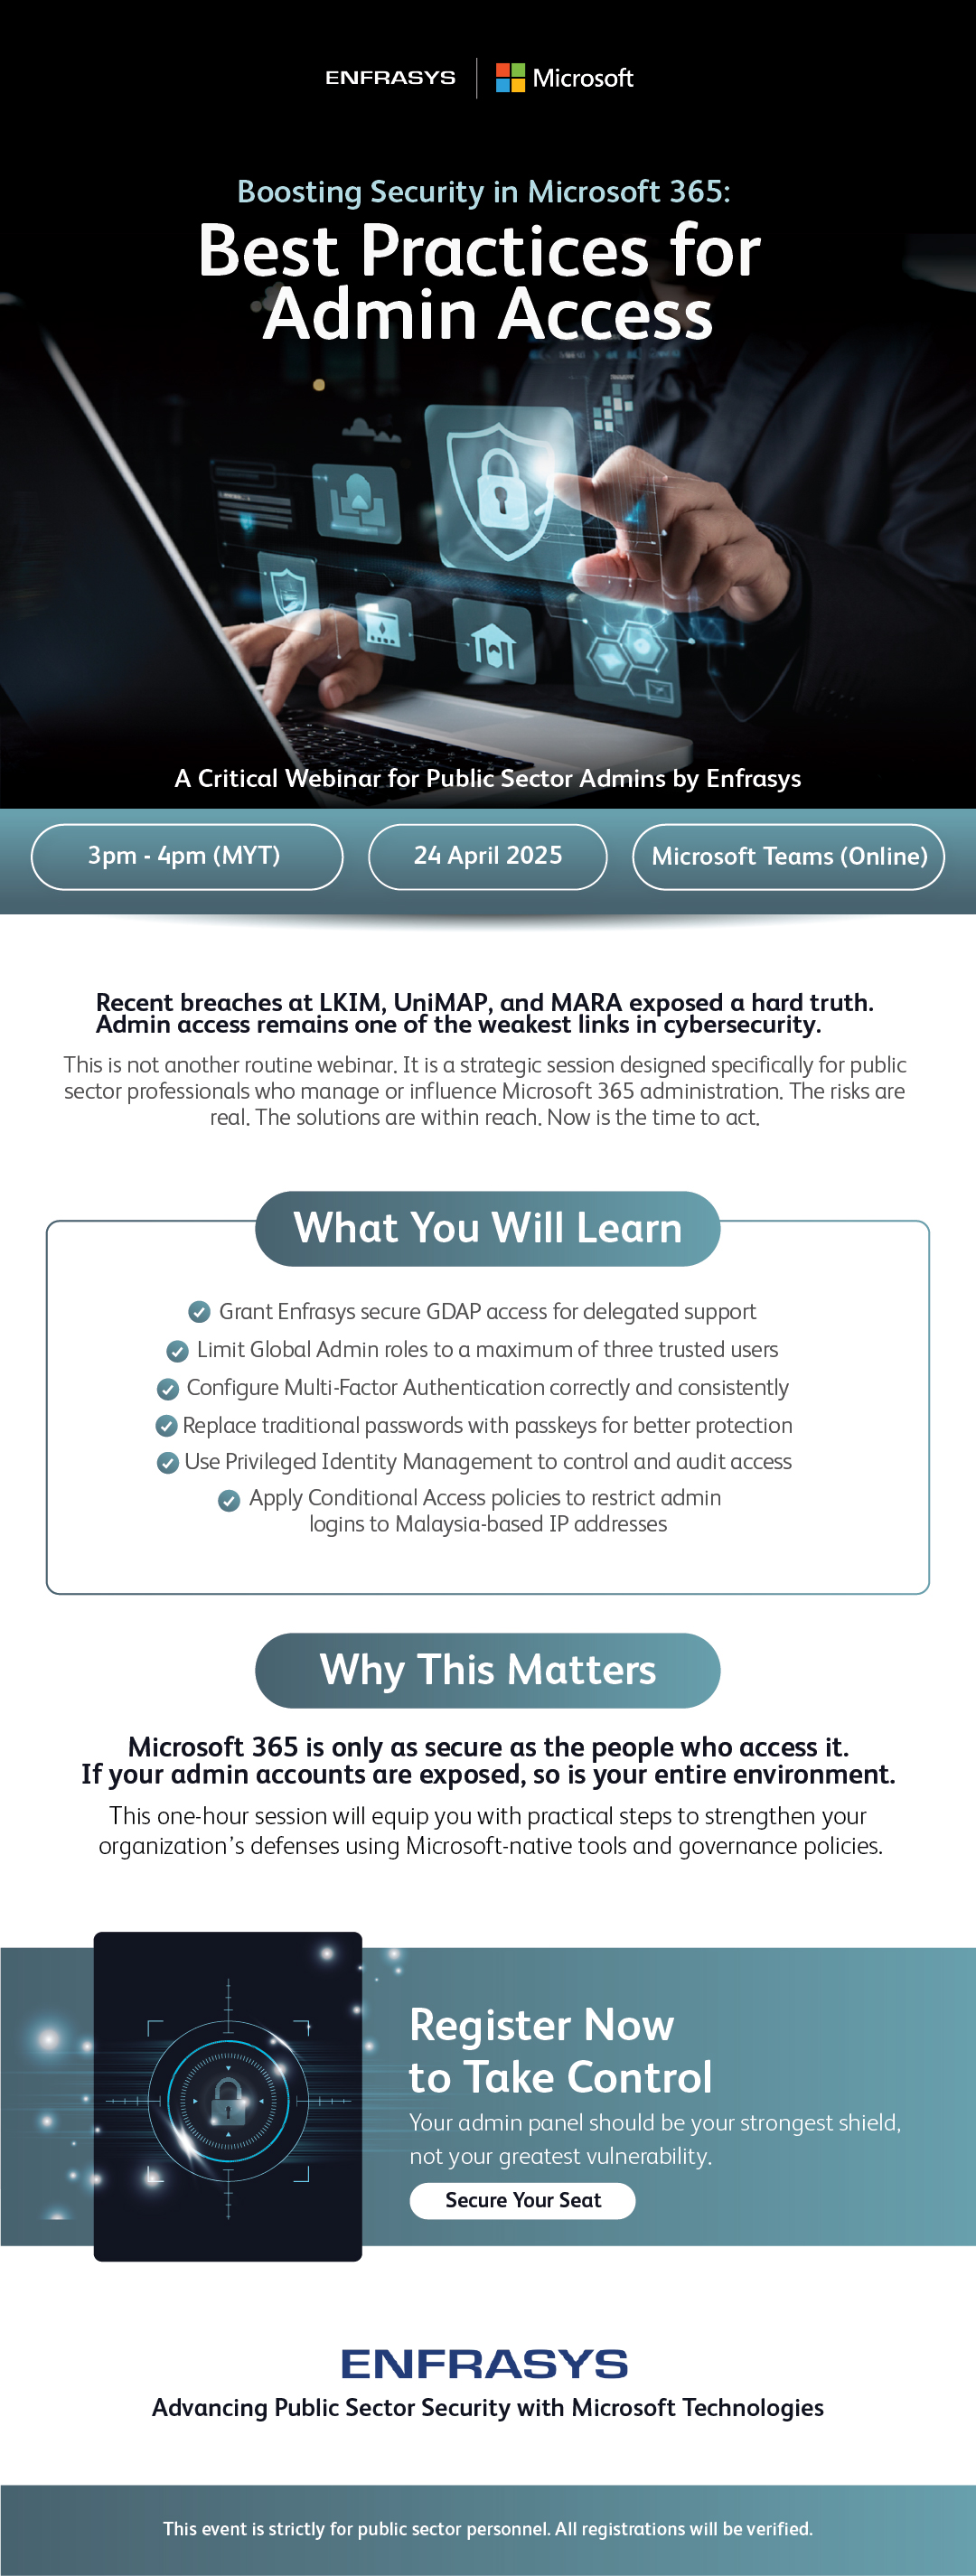 ENFRASYS
Microsoft
Boosting Security in Microsoft 365:
Best Practices for
Admin Access
A Critical Webinar for Public Sector Admins by Enfrasys
3pm - 4pm (MYT)
24 April 2025
Microsoft Teams (Online)
Recent breaches at LKIM, UniMAP, and MARA exposed a hard truth.
Admin access remains one of the weakest links in cybersecurity.
This is not another routine webinar. It is a strategic session designed specifically for public
sector professionals who manage or influence Microsoft 365 administration. The risks are
real. The solutions are within reach. Now is the time to act.
What You Will Learn
Grant Enfrasys secure GDAP access for delegated support
Limit Global Admin roles to a maximum of three trusted users
Configure Multi-Factor Authentication correctly and consistently
Replace traditional passwords with passkeys for better protection
Use Privileged Identity Management to control and audit access
Apply Conditional Access policies to restrict admin
logins to Malaysia-based IP addresses
Why This Matters
Microsoft 365 is only as secure as the people who access it.
If your admin accounts are exposed, so is your entire environment.
This one-hour session will equip you with practical steps to strengthen your
organization's defenses using Microsoft-native tools and governance policies.
Register Now
to Take Control
Your admin panel should be your strongest shield,
not your greatest vulnerability.
Secure Your Seat
ENFRASYS
Advancing Public Sector Security with Microsoft Technologies
This event is strictly for public sector personnel. All registrations will be verified.